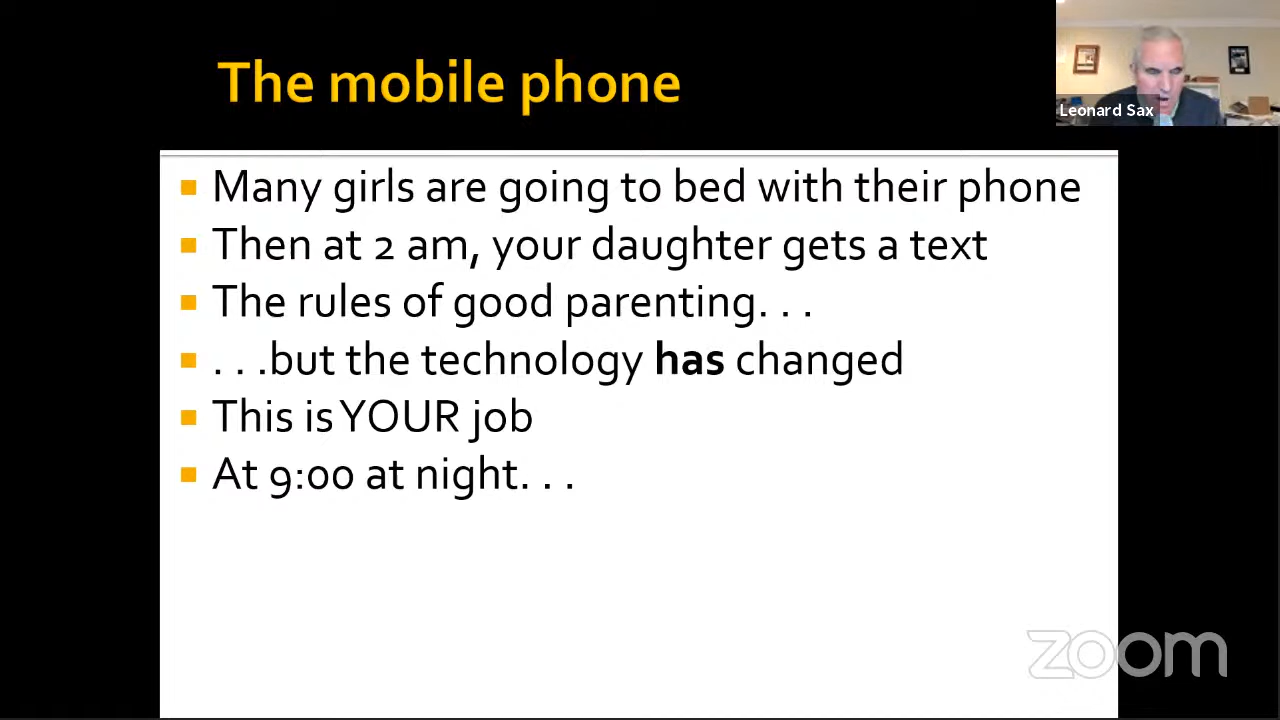 The mobile phone
Leonard Sax
Many girls are going to bed with their phone
Then at 2 am, your daughter gets a text
The rules of good parenting. . .
. . .but the technology has changed
This is YOUR job
At 9:00 at night. . .
zoom